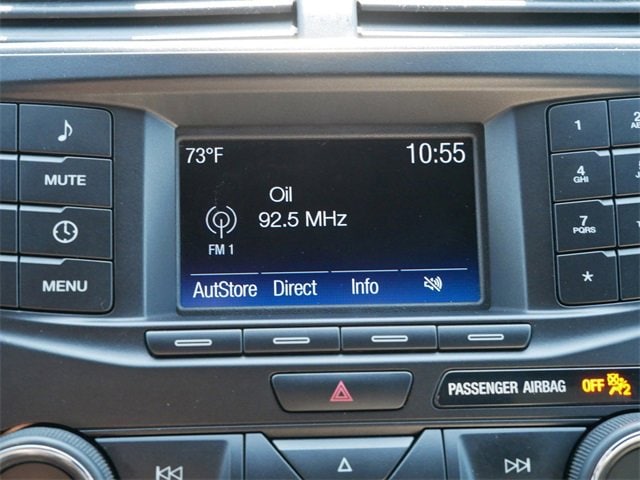 73°F 10:55
Oil
92.5 MHz
FM 1
AutStore Direct Info
MUTE
MENU
1
4
GHI
7
PQRS
*
PASSENGER AIRBAG OFF 2